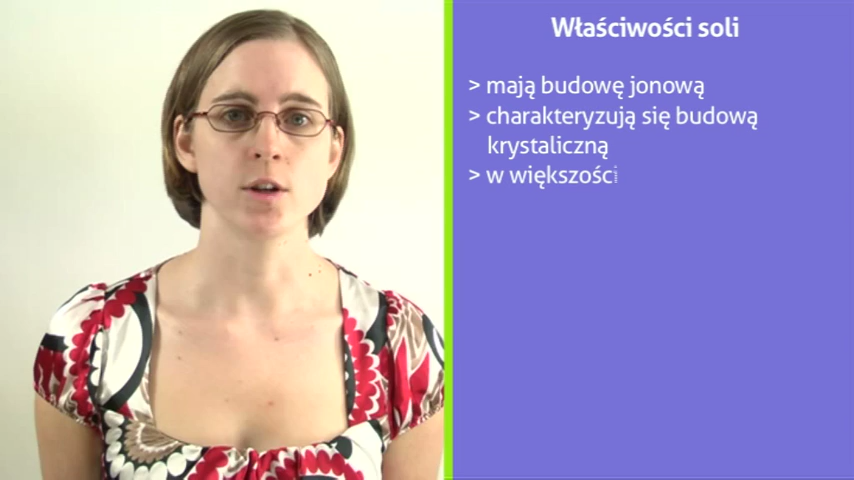 Właściwości soli
> mają budowę jonową
> charakteryzują się budową
krystaliczną
> w większości